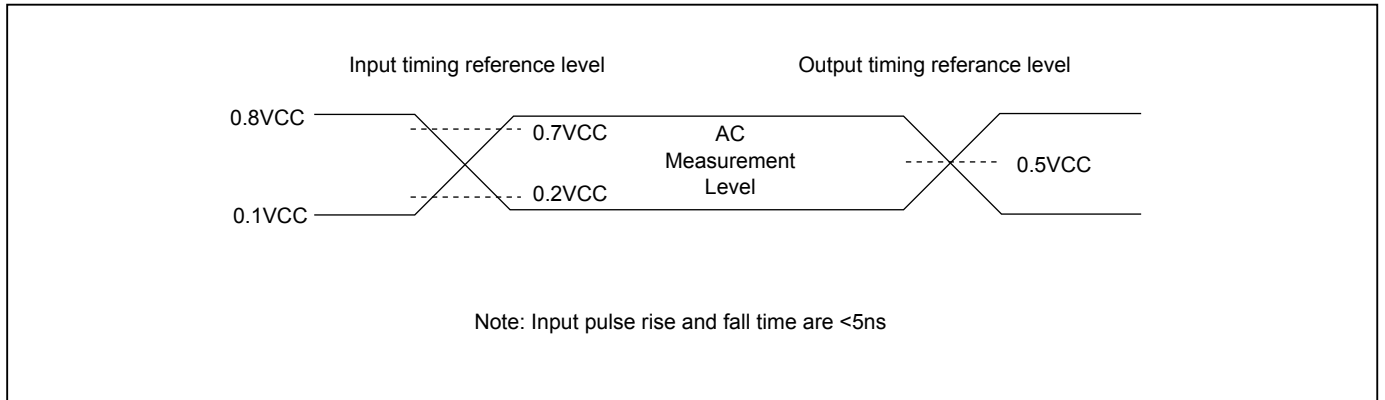 Input timing reference level
Output timing referance level
0.8VCC
0.7VCC
AC
Measurement
Level
0.5VCC
0.2VCC
0.1VCC
Note: Input pulse rise and fall time are <5ns